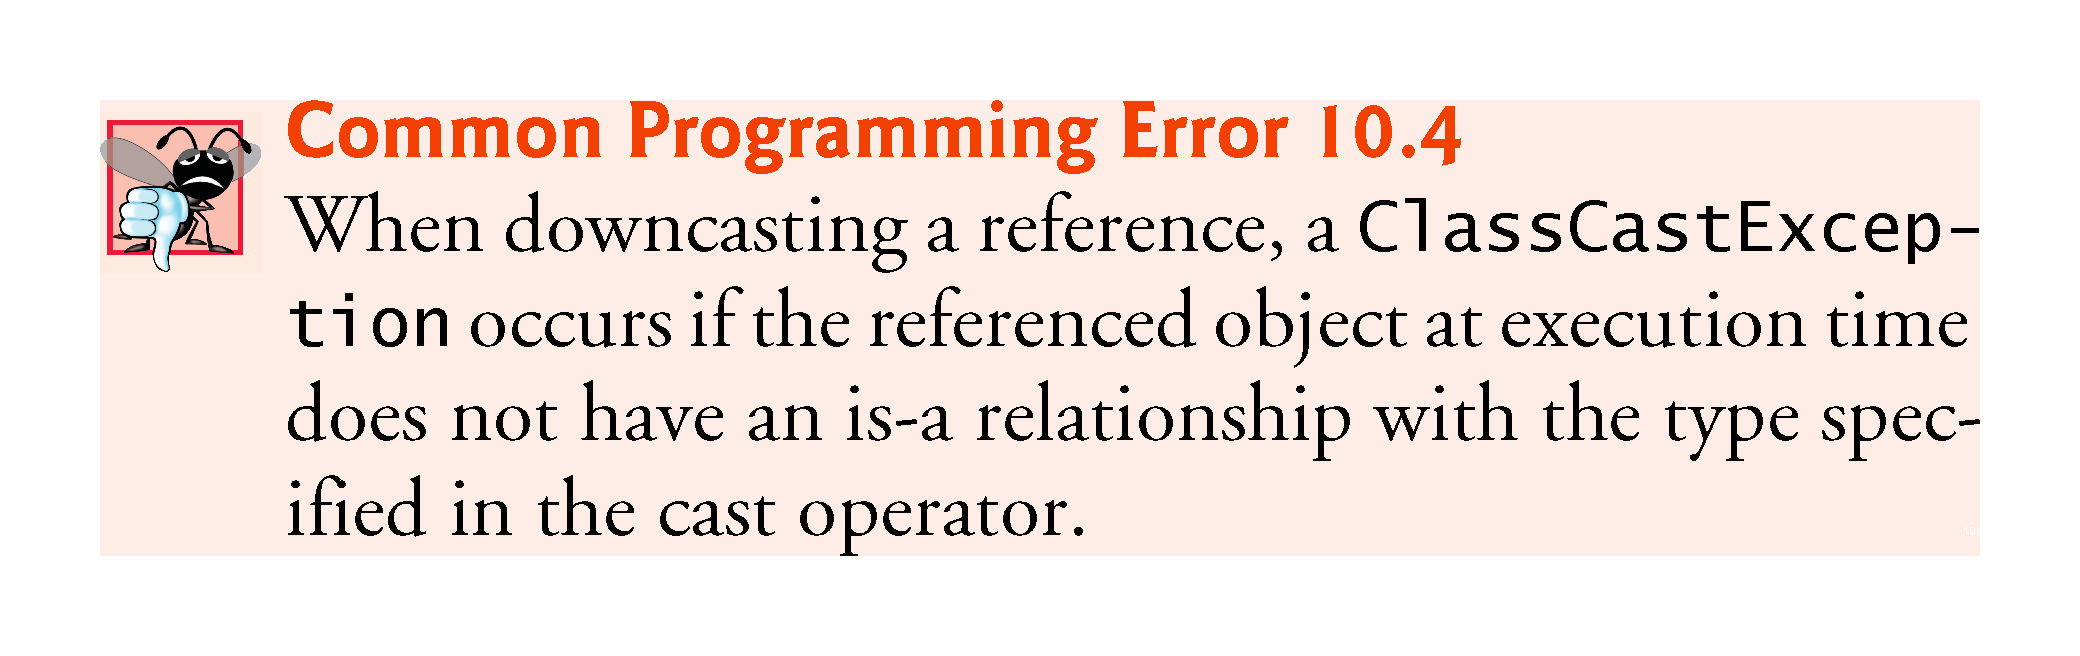 Common Programming Error 10.4
When downcasting a reference, a ClassCastExcep-
tion occurs if the referenced object at execution time
does not have an is-a relationship with the type spec-
ified in the cast operator.
10